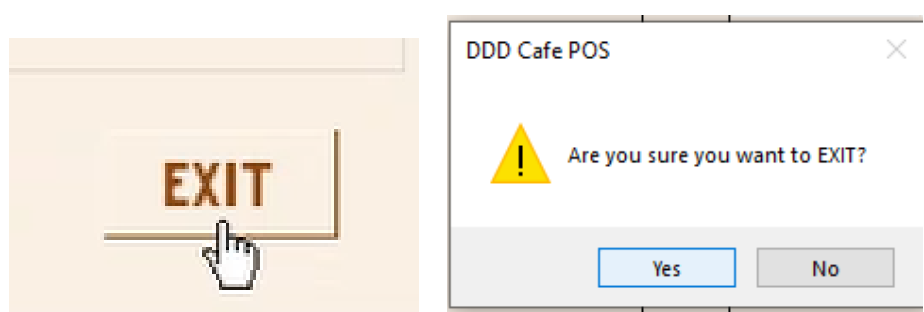 EXIT
DDD Cafe POS
Are you sure you want to EXIT?
Yes
No